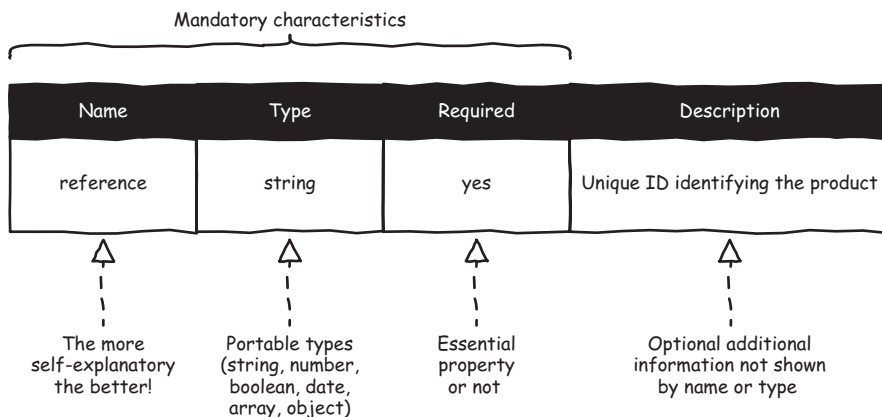 Mandatory characteristics
Name Type Required Description
reference string yes Unique ID identifying the product
The more
self-explanatory
the better!
Portable types
(string, number,
boolean, date,
array, object)
Essential
property
or not
Optional additional
information not shown
by name or type